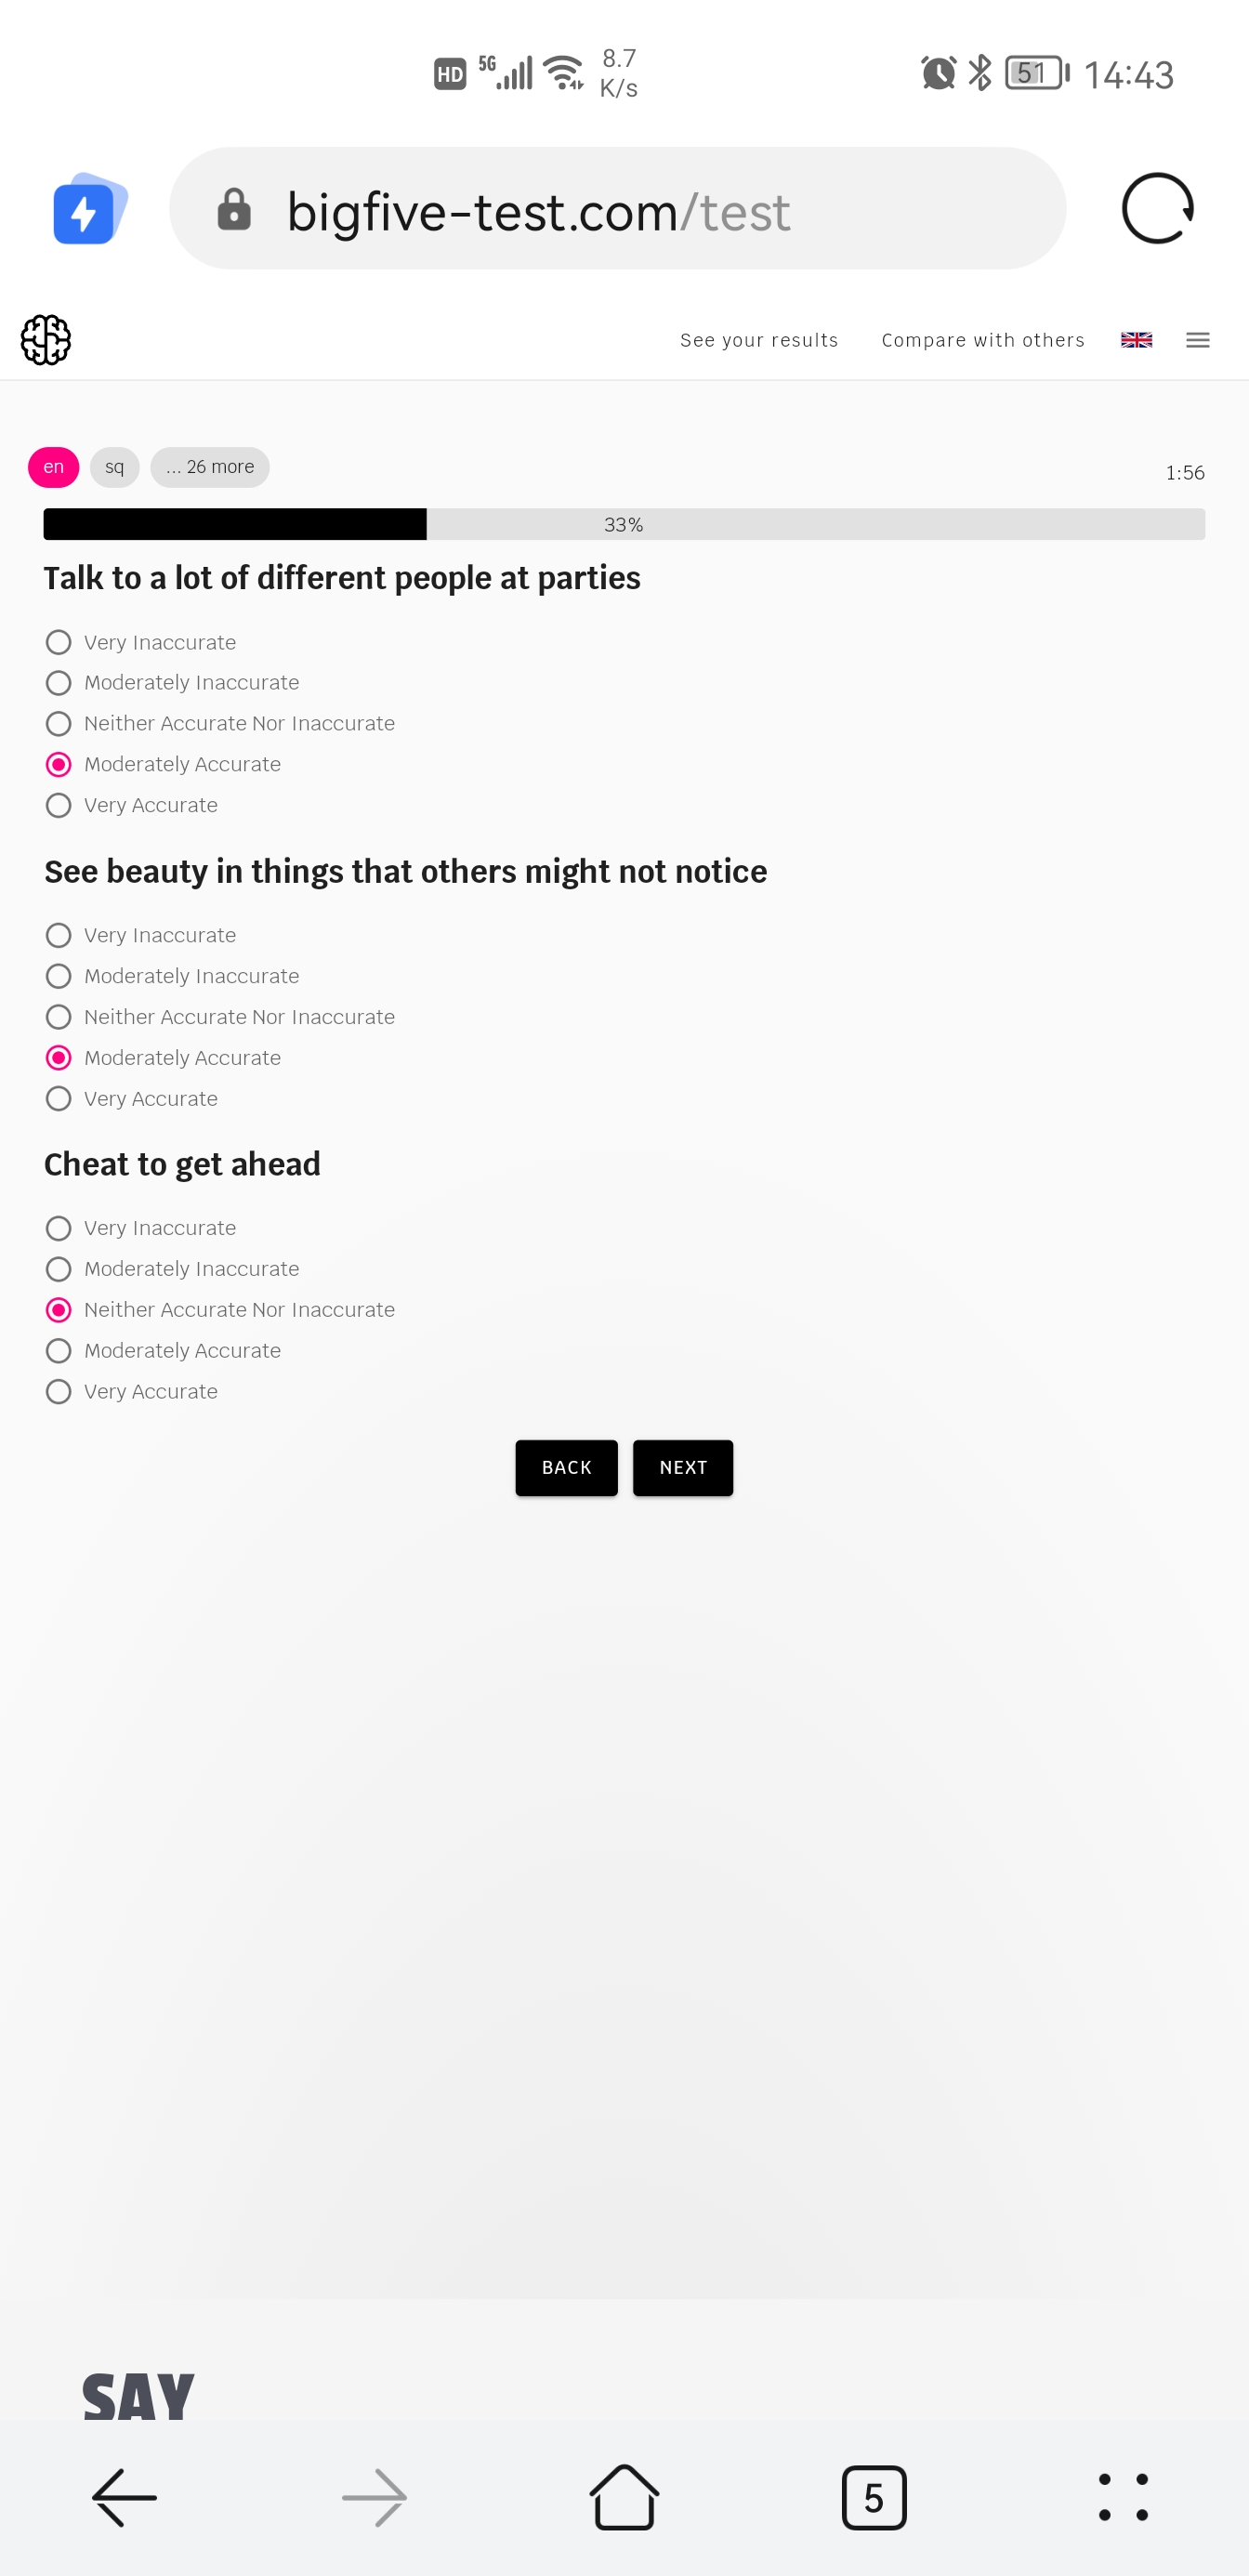 HD 5G 8.7 K/s 51 14:43
bigfive-test.com/test
See your results Compare with others
en sq ... 26 more 1:56
33%
Talk to a lot of different people at parties
Very Inaccurate
Moderately Inaccurate
Neither Accurate Nor Inaccurate
Moderately Accurate
Very Accurate
See beauty in things that others might not notice
Very Inaccurate
Moderately Inaccurate
Neither Accurate Nor Inaccurate
Moderately Accurate
Very Accurate
Cheat to get ahead
Very Inaccurate
Moderately Inaccurate
Neither Accurate Nor Inaccurate
Moderately Accurate
Very Accurate
BACK NEXT
SAY
5